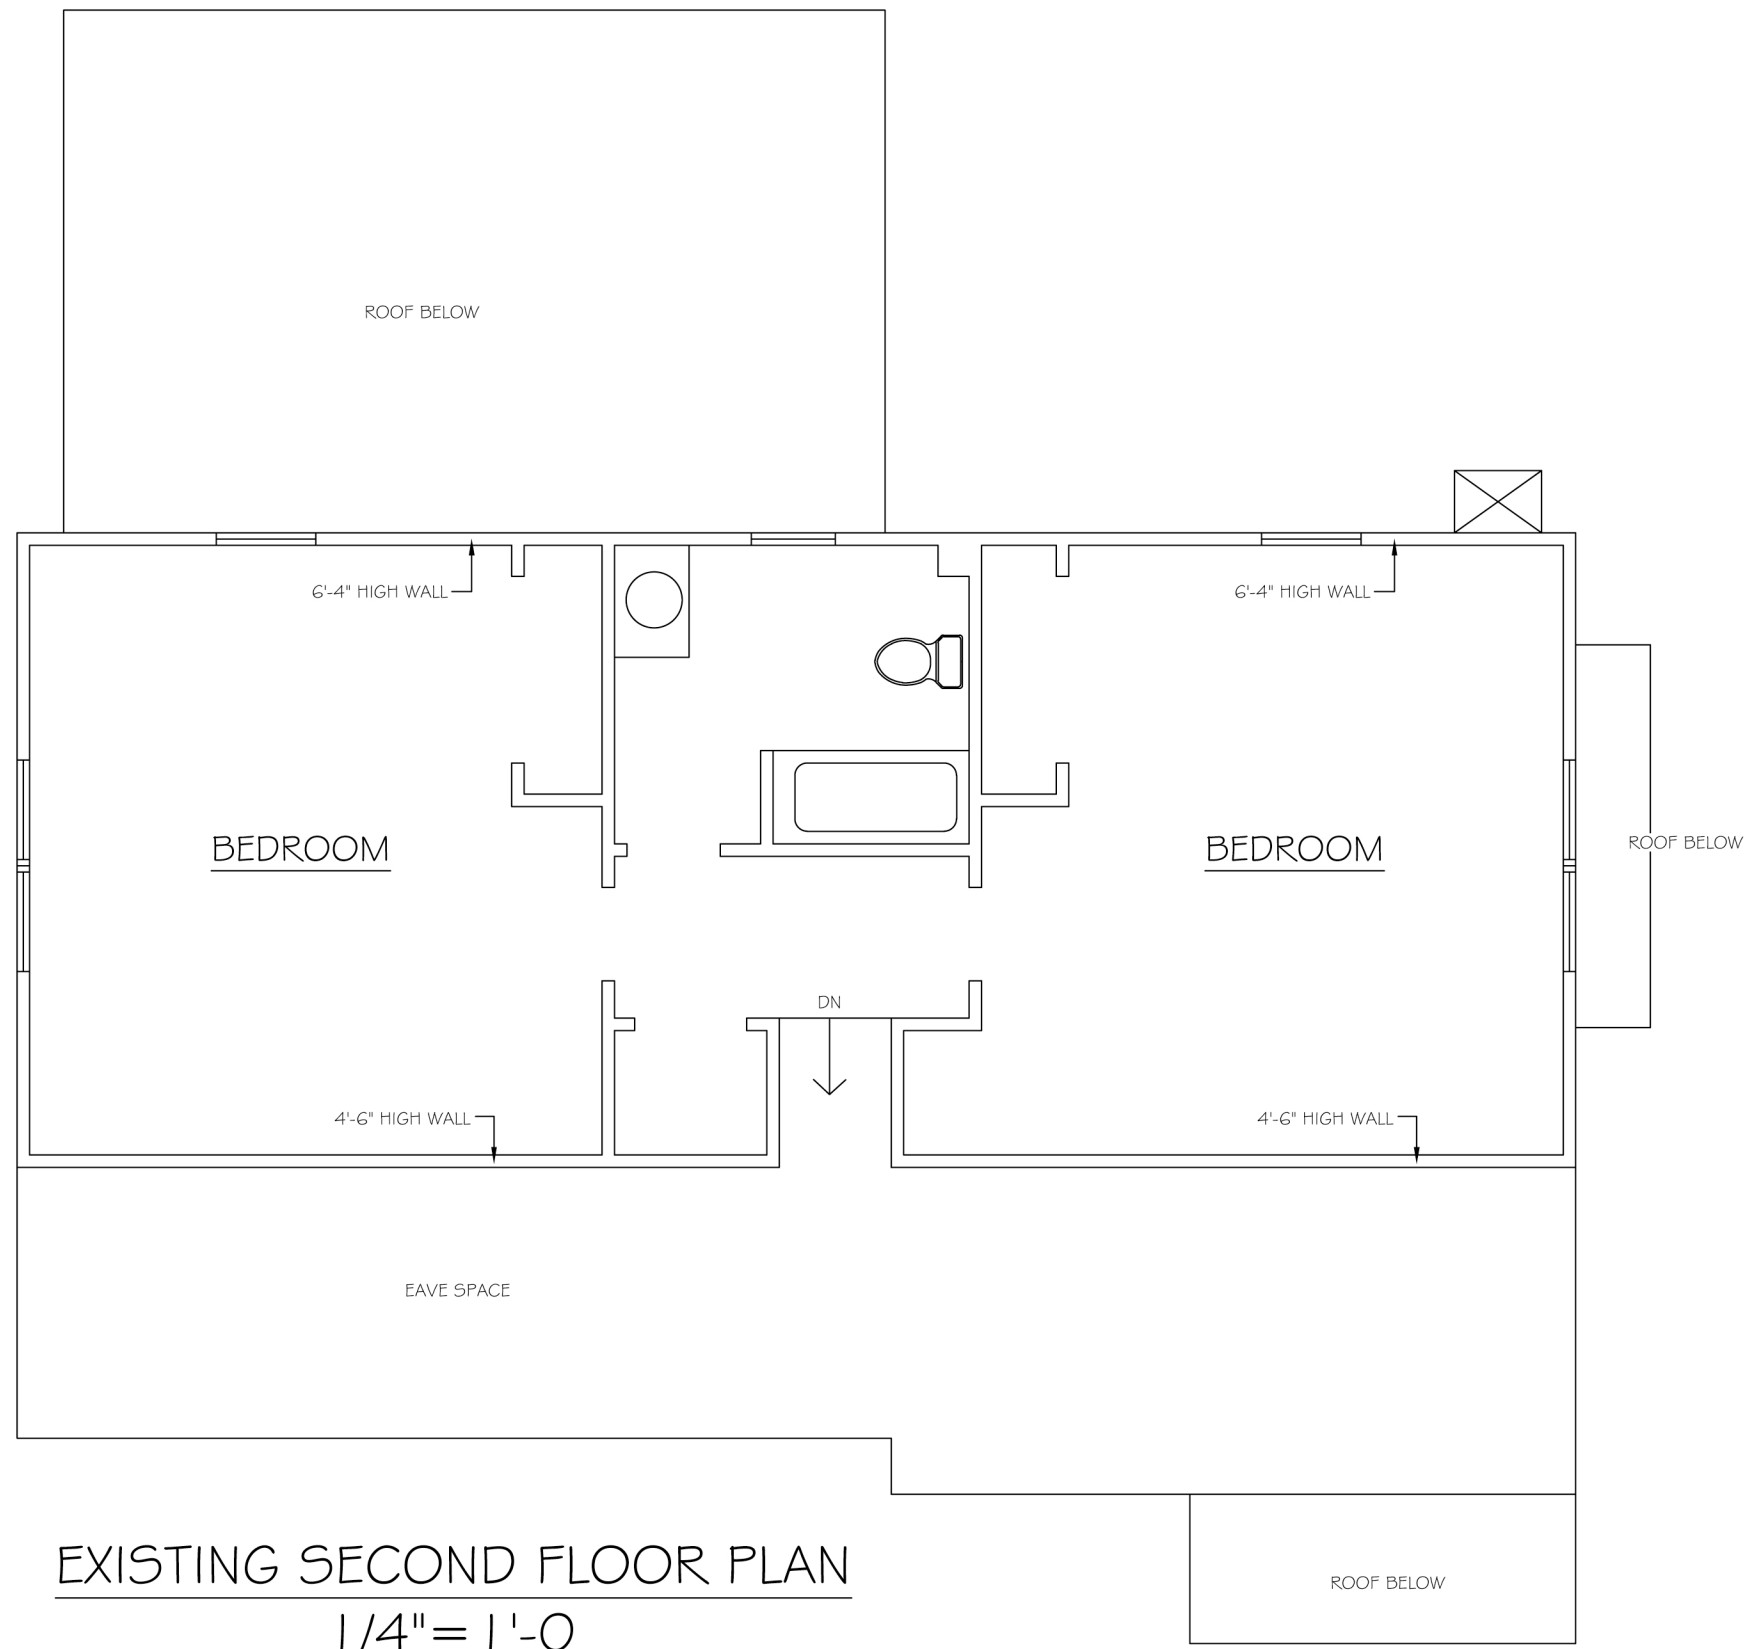 ROOF BELOW
6'-4" HIGH WALL
6'-4" HIGH WALL
BEDROOM
BEDROOM
ROOF BELOW
DN
4'-6" HIGH WALL
4'-6" HIGH WALL
EAVE SPACE
EXISTING SECOND FLOOR PLAN
1/4"= 1'-0
ROOF BELOW